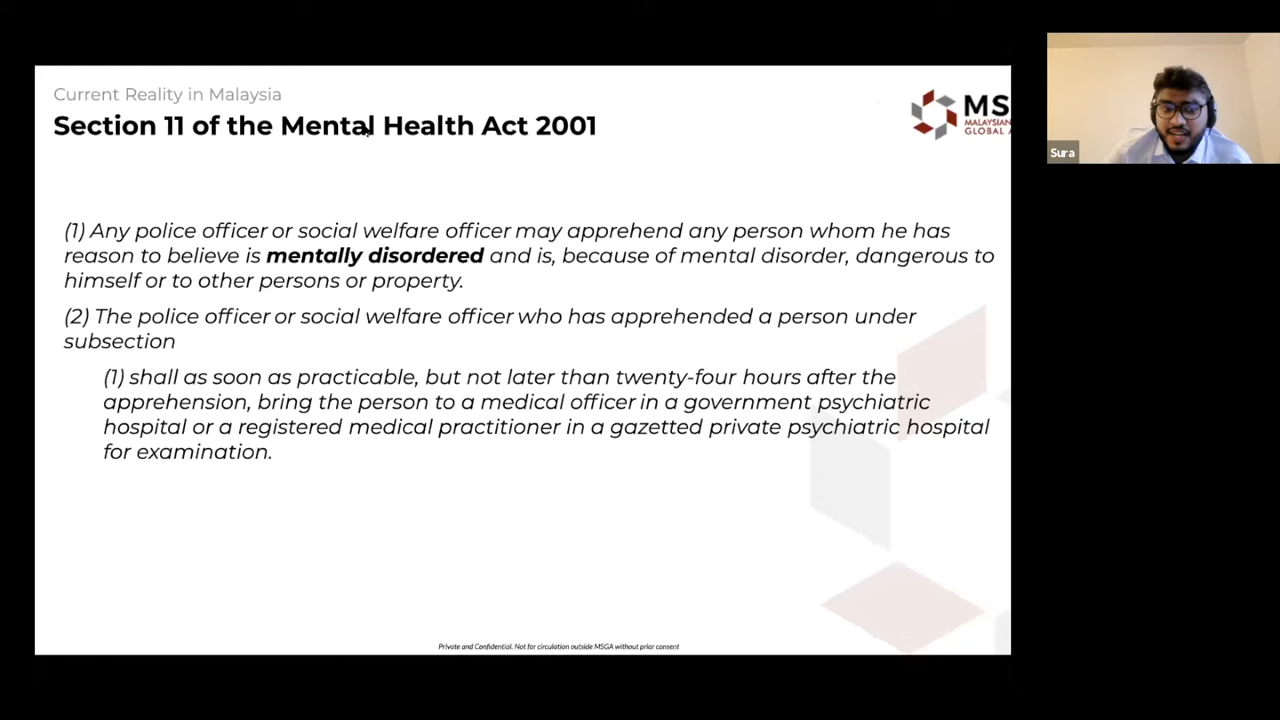 Current Reality in Malaysia
Section 11 of the Mental Health Act 2001
MS
MALAYSIAN
GLOBAL A
Sura
(1) Any police officer or social welfare officer may apprehend any person whom he has
reason to believe is mentally disordered and is, because of mental disorder, dangerous to
himself or to other persons or property.
(2) The police officer or social welfare officer who has apprehended a person under
subsection
(1) shall as soon as practicable, but not later than twenty-four hours after the
apprehension, bring the person to a medical officer in a government psychiatric
hospital or a registered medical practitioner in a gazetted private psychiatric hospital
for examination.
Private and Confidential. Not for circulation outside MSGA without prior consent